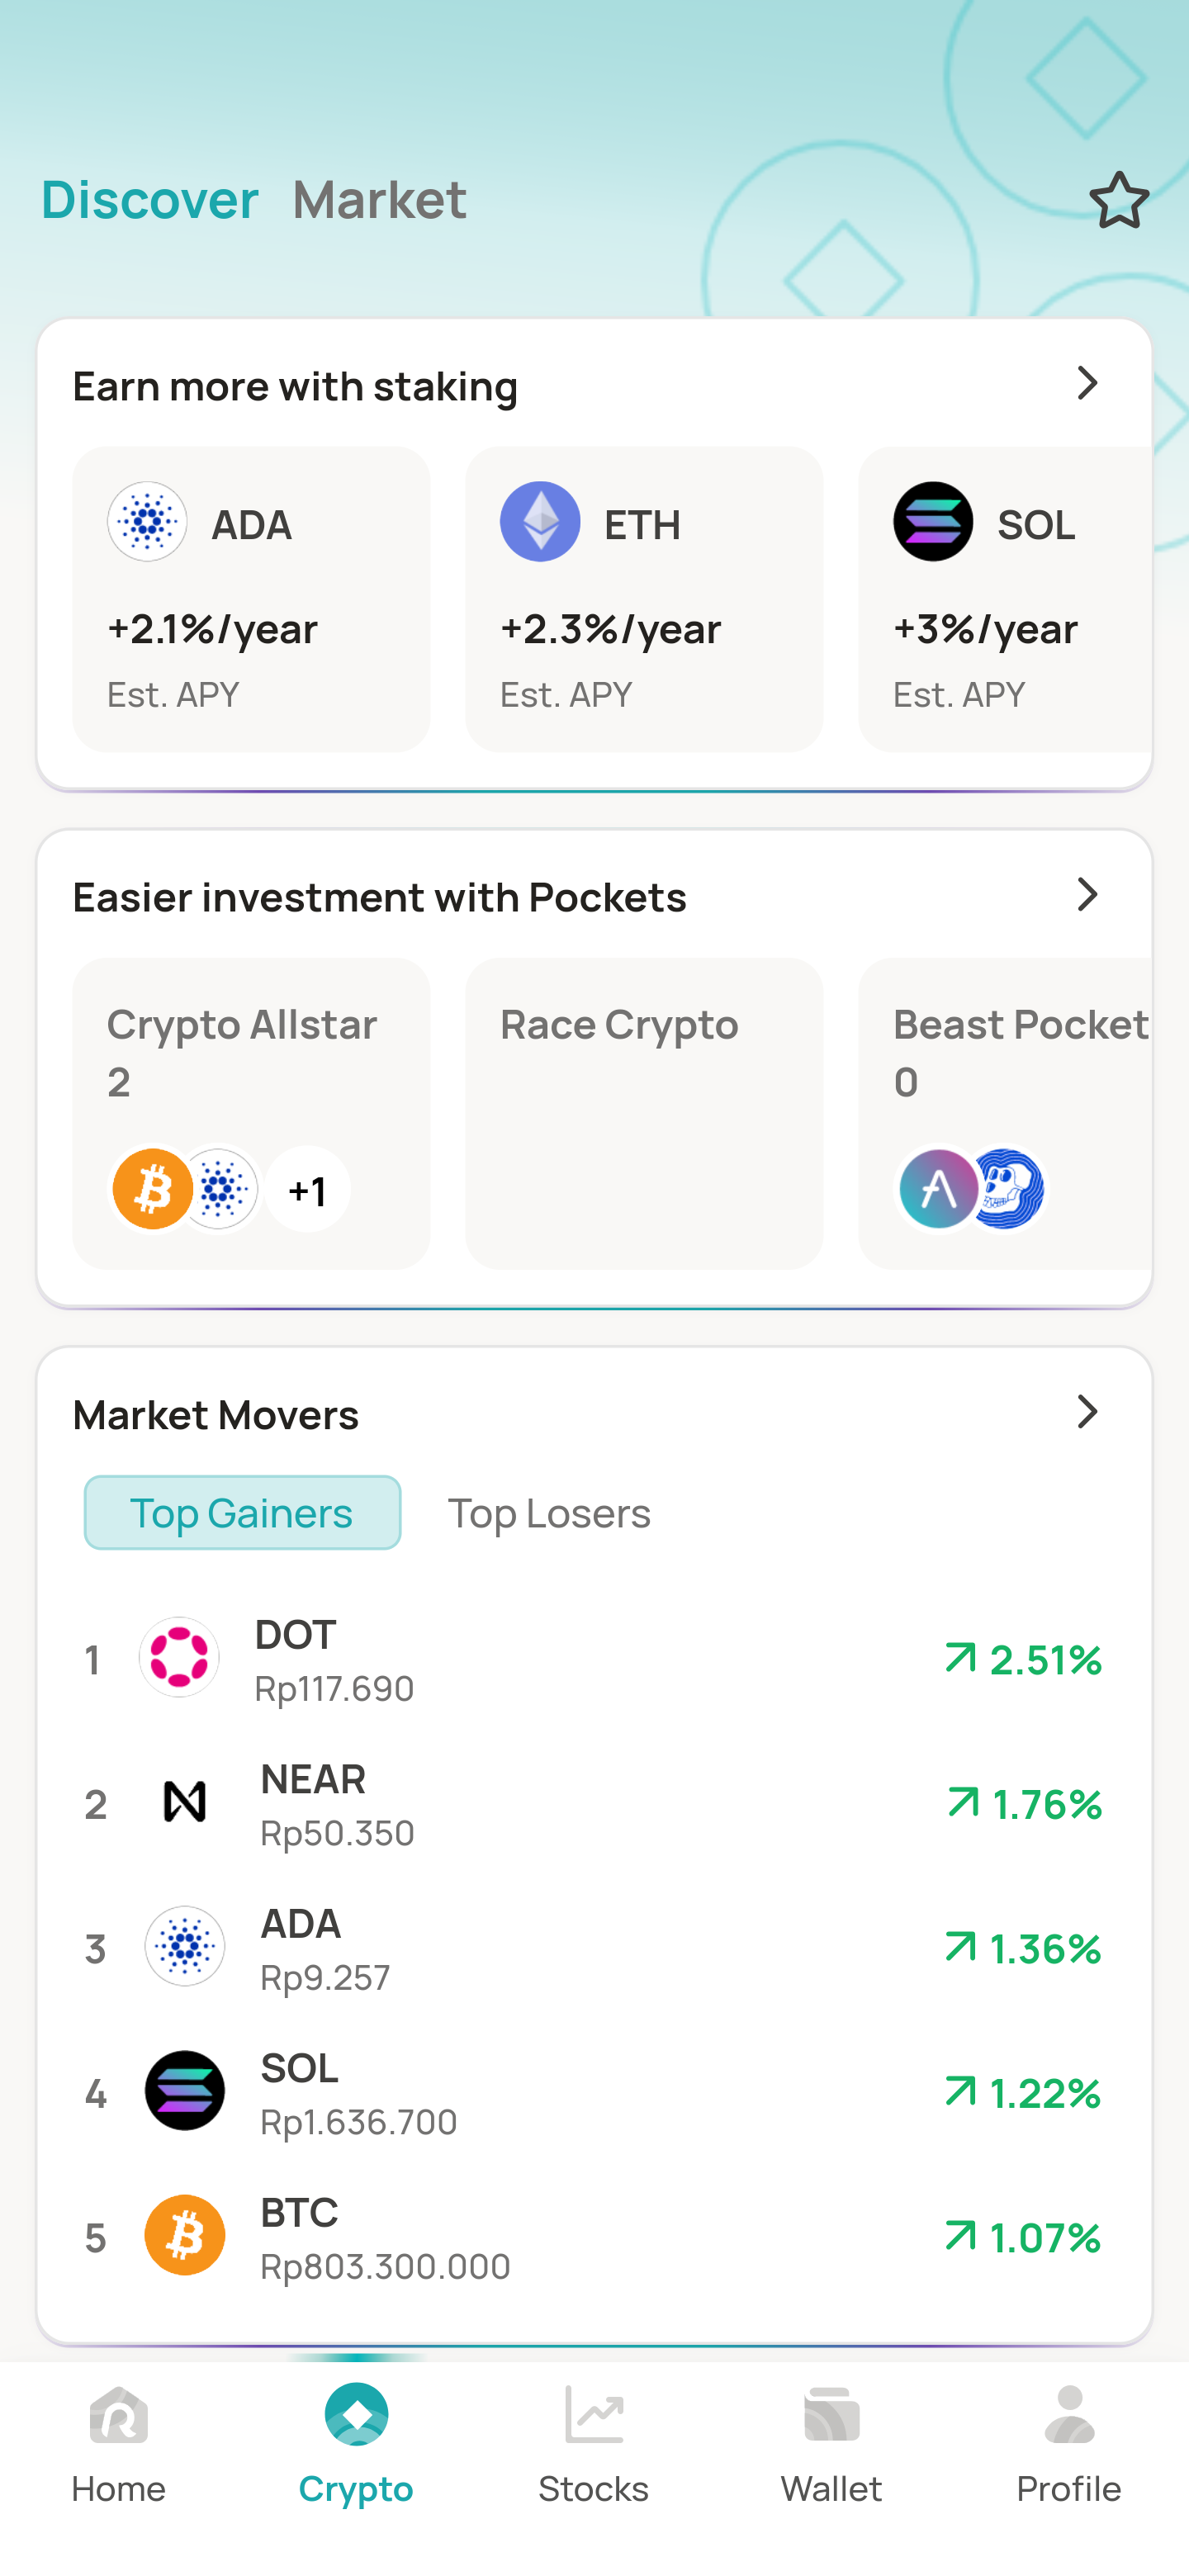 Discover Market
Earn more with staking
ADA
+2.1%/year
Est. APY
ETH
+2.3%/year
Est. APY
SOL
+3%/year
Est. APY
Easier investment with Pockets
Crypto Allstar
2
+1
Race Crypto
Beast Pocket
0
Market Movers
Top Gainers
Top Losers
1
DOT
Rp117.690
2.51%
2
NEAR
Rp50.350
1.76%
3
ADA
Rp9.257
1.36%
4
SOL
Rp1.636.700
1.22%
5
BTC
Rp803.300.000
1.07%
Home
Crypto
Stocks
Wallet
Profile